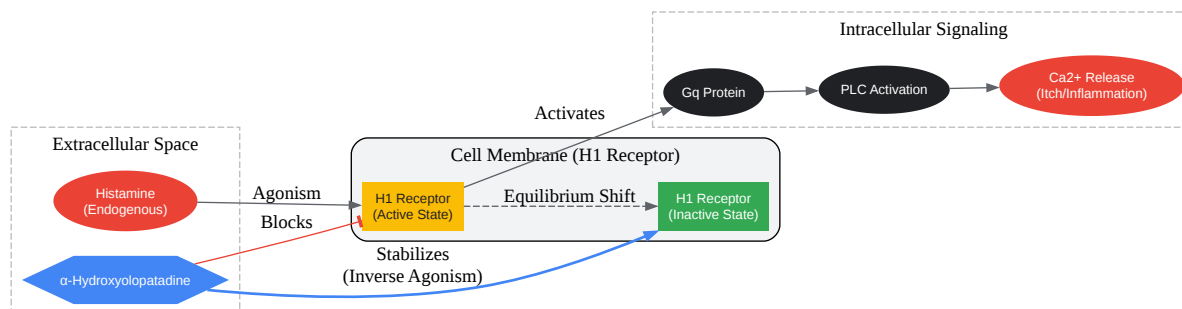 Intracellular Signaling
Ca2+ Release
(Itch/Inflammation)
PLC Activation
Gq Protein
Activates
Extracellular Space
Cell Membrane (H1 Receptor)
Histamine
(Endogenous)
Agonism
H1 Receptor
(Active State)
Equilibrium Shift
H1 Receptor
(Inactive State)
Blocks
Stabilizes
(Inverse Agonism)
α-Hydroxyolopatadine